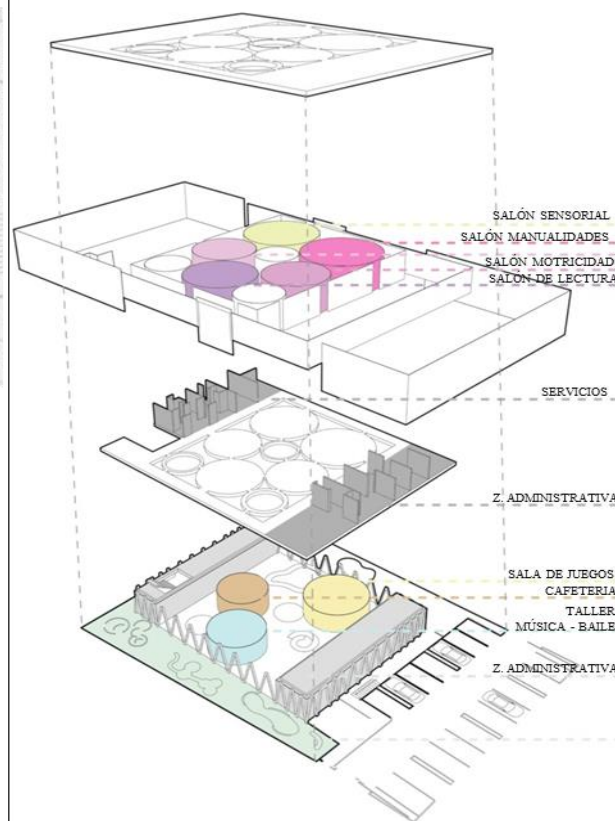 SALÓN SENSORIAL
SALÓN MANUALIDADES
SALÓN MOTRICIDAD
SALÓN DE LECTURA
SERVICIOS
Z. ADMINISTRATIVA
SALA DE JUEGOS
CAFETERIA
TALLER
MÚSICA - BAILE
Z. ADMINISTRATIVA